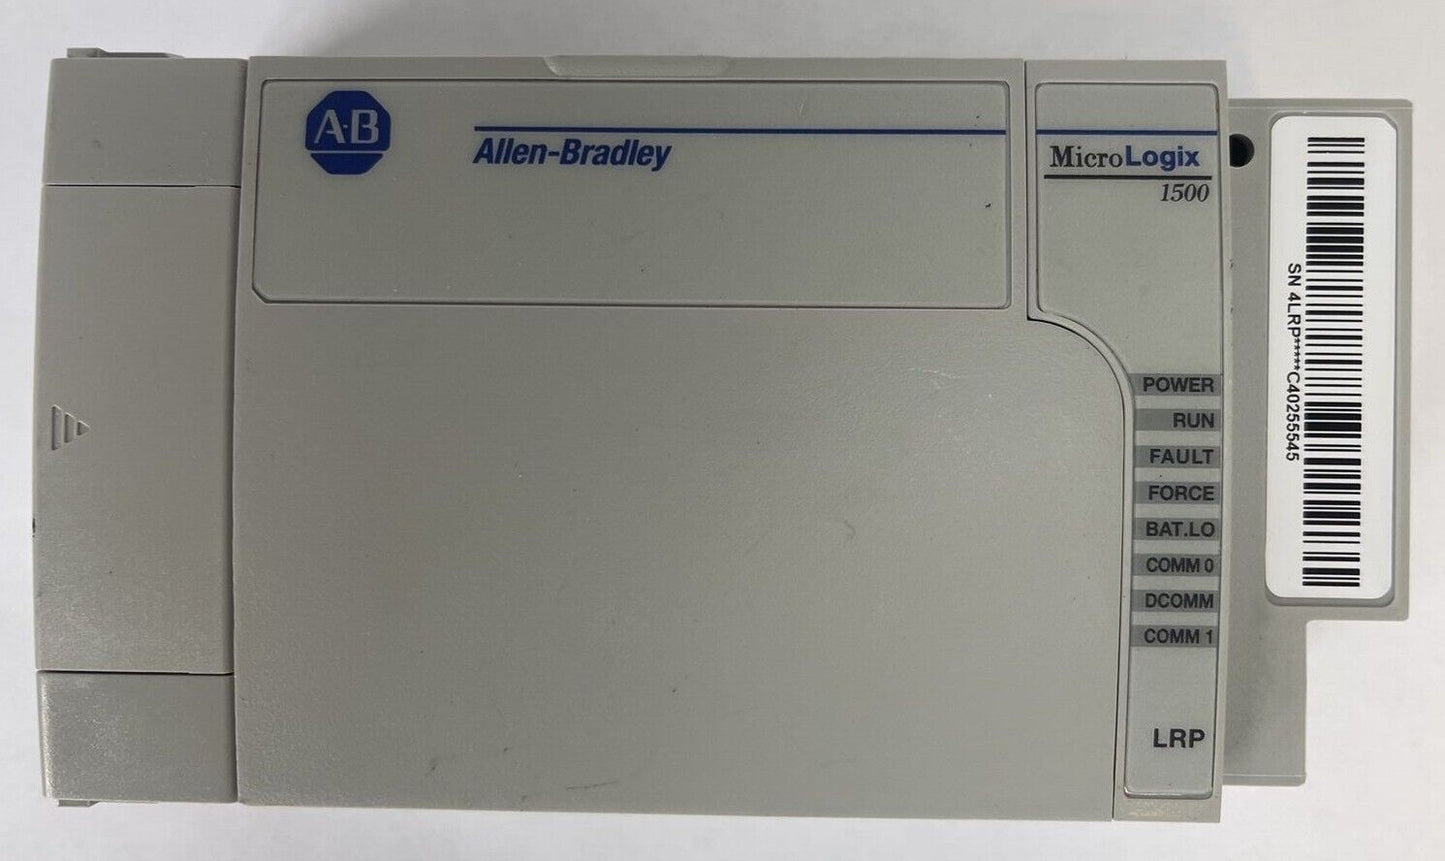 A·B
Allen-Bradley
MicroLogix
1500
POWER
RUN
FAULT
FORCE
BAT.LO
COMM 0
DCOMM
COMM 1
LRP
SN 4LRP*****C40255545